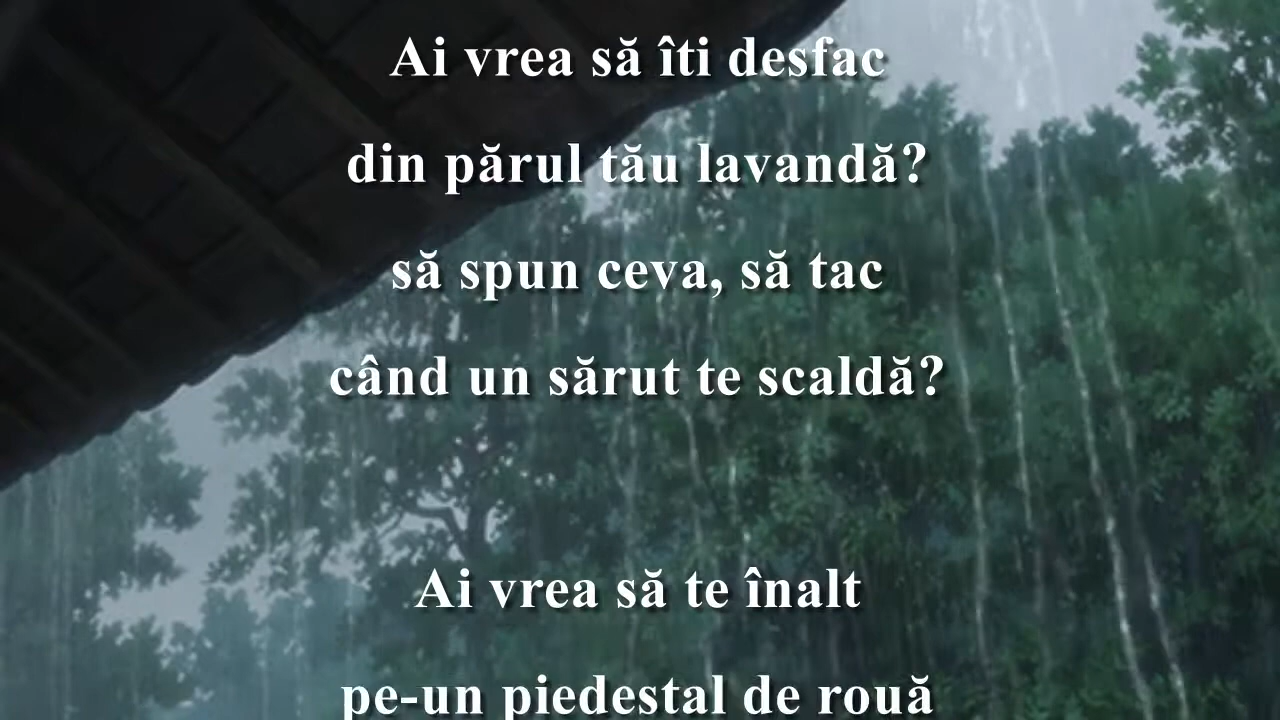 Ai vrea să îti desfac
din părul tău lavandă?
să spun ceva, să tac
când un sărut te scaldă?
Ai vrea să te înalt
pe-un piedestal de rouă